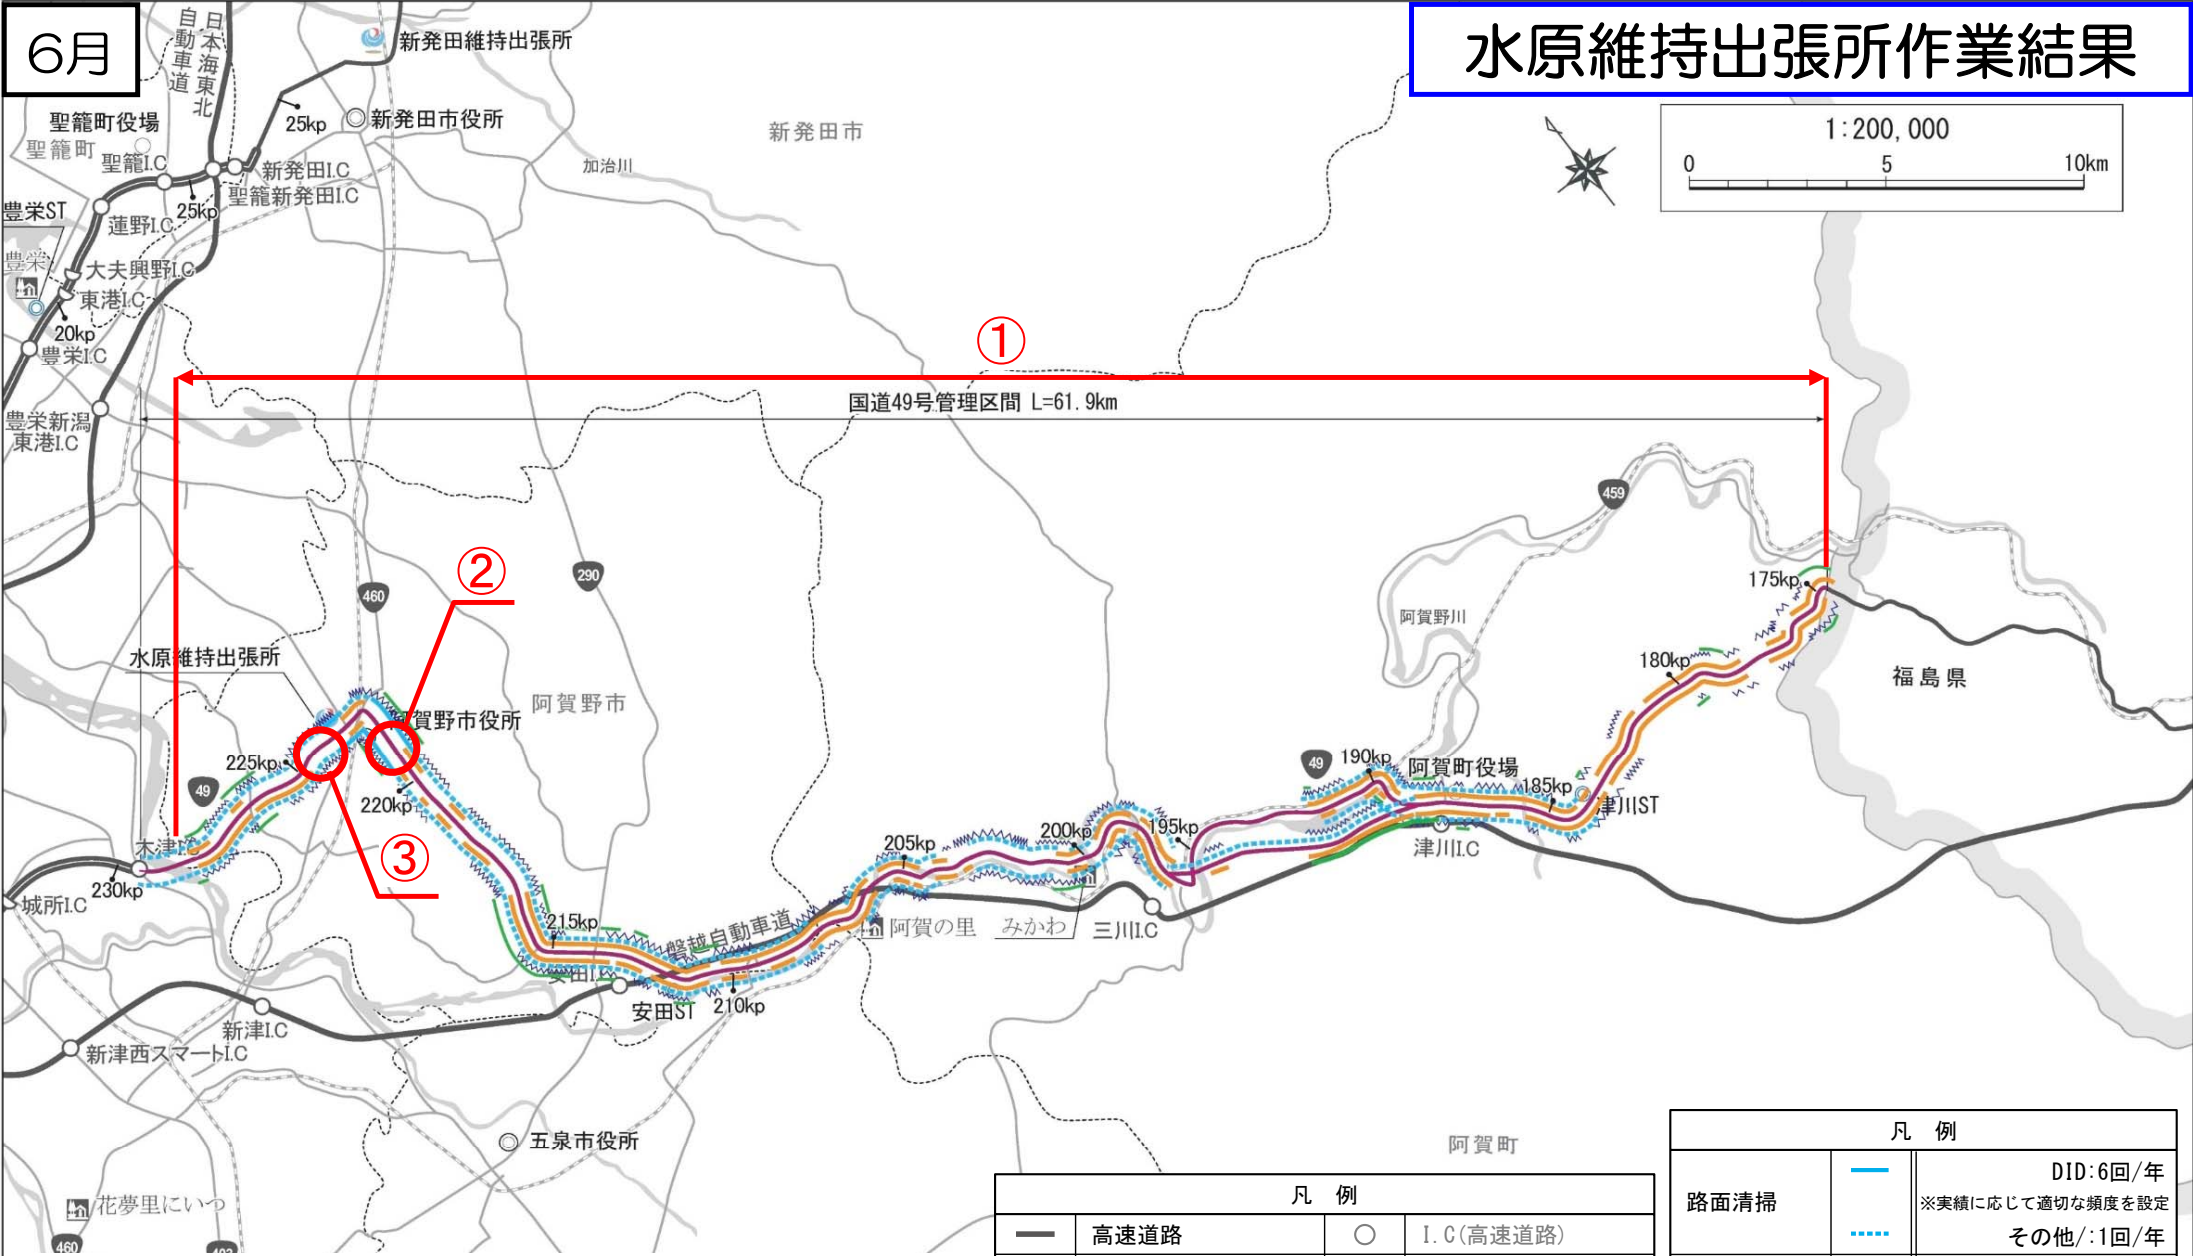 6月
水原維持出張所作業結果
1:200,000
0 5 10km
日本海東北
自動車道
新発田維持出張所
25kp
新発田市役所
聖籠町役場
聖籠町
聖籠I.C
新発田I.C
聖籠新発田I.C
25kp
新発田市
加治川
豊栄ST
蓮野I.C
豊栄
大夫興野I.C
東港I.C
20kp
豊栄I.C
豊栄新潟
東港I.C
①
国道49号管理区間 L=61.9km
459
②
290
460
175kp
阿賀野川
水原維持出張所
阿賀野市
180kp
福島県
賀野市役所
225kp
49
220kp
49
190kp
阿賀町役場
185kp
津川ST
③
木津I.C
205kp
200kp
195kp
津川I.C
230kp
城所I.C
215kp
磐越自動車道
阿賀の里
みかわ
三川I.C
安田I.
安田ST
210kp
新津I.C
新津西スマートI.C
五泉市役所
阿賀町
花夢里にいつ
460
凡 例
高速道路
I.C(高速道路)
凡 例
路面清掃
DID:6回/年
※実績に応じて適切な頻度を設定
その他/:1回/年